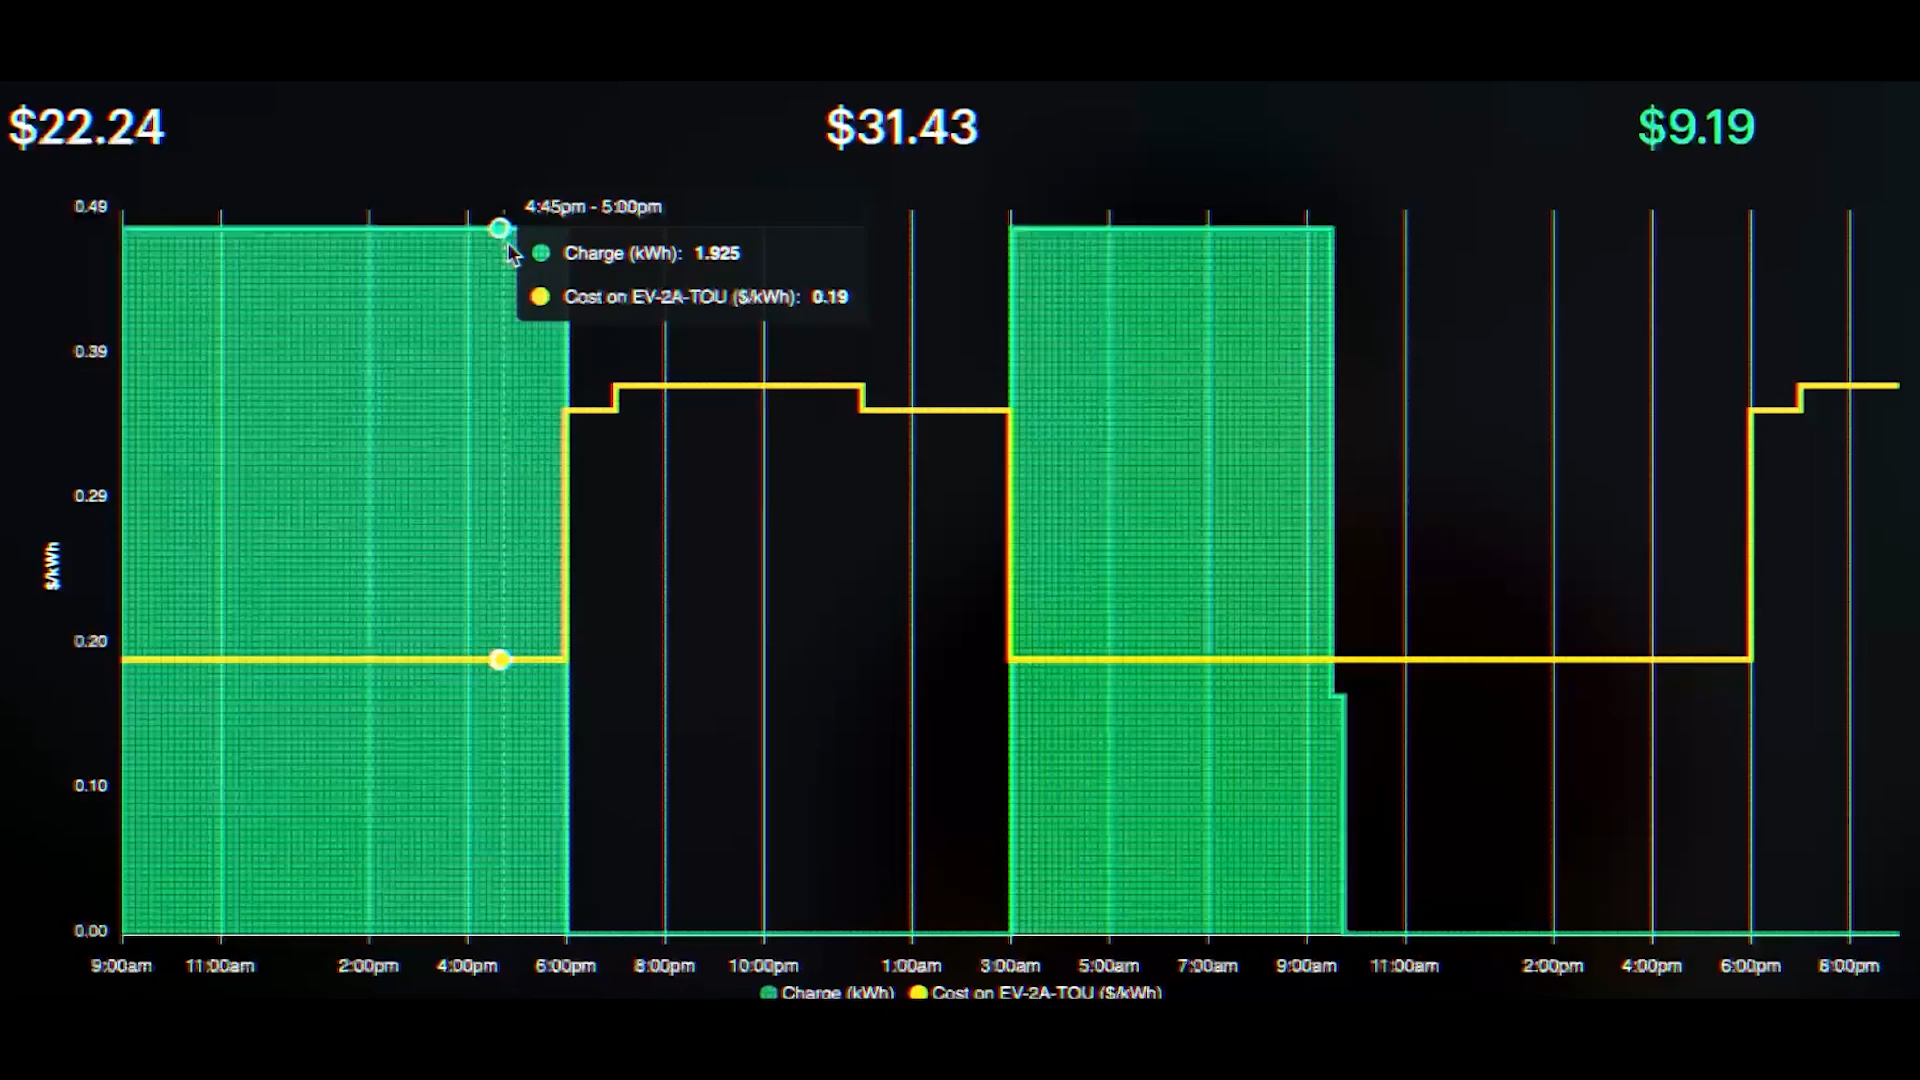 $22.24 $31.43 $9.19
4:45pm - 5:00pm
Charge (kWh): 1.925
Cost on EV-2A-TOU ($/kWh): 0.19
0.49
0.39
0.29
0.20
0.10
0.00
$/kWh
9:00am 11:00am 2:00pm 4:00pm 6:00pm 8:00pm 10:00pm 1:00am 3:00am 5:00am 7:00am 9:00am 11:00am 2:00pm 4:00pm 6:00pm 8:00pm
Charge (kWh) Cost on EV-2A-TOU ($/kWh)